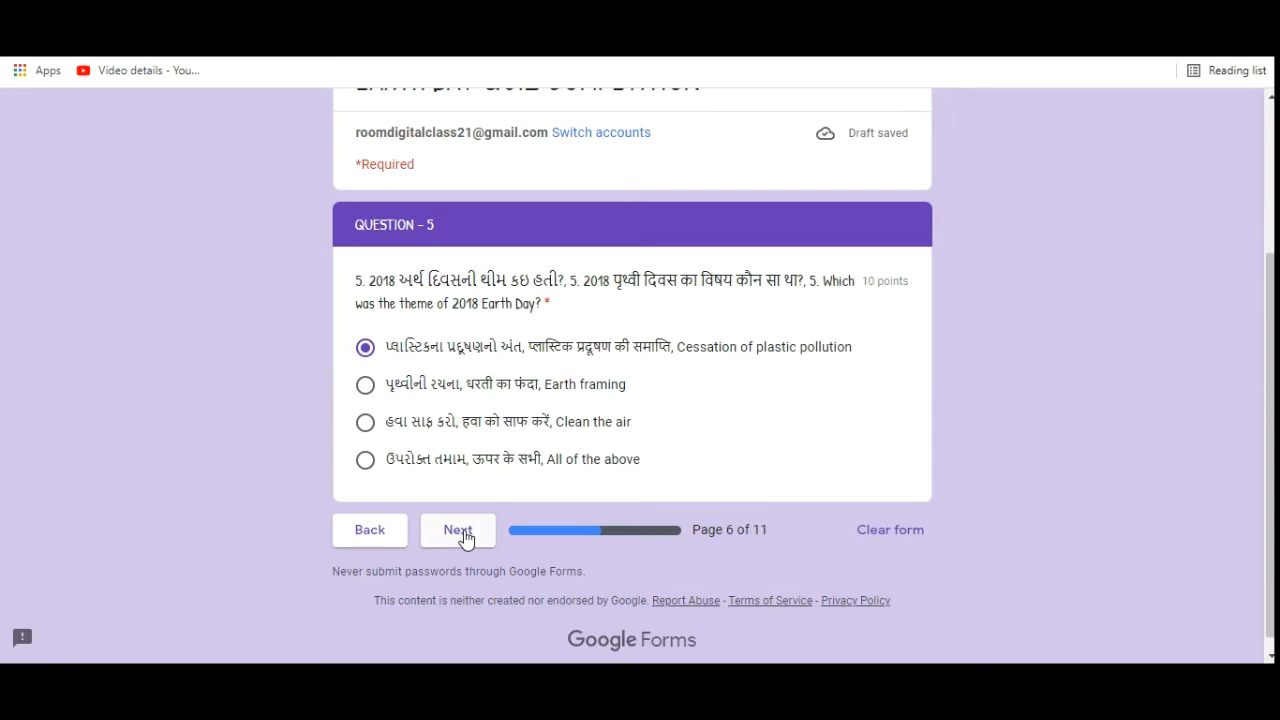 Apps Video details - You... Reading list
EARTH DAY QUIZ COMPETITION
roomdigitalclass21@gmail.com Switch accounts Draft saved
*Required
QUESTION - 5
5. 2018 અર્થ દિવસની થીમ કઇ હતી?, 5. 2018 पृथ्वी दिवस का विषय कौन सा था?, 5. Which 10 points
was the theme of 2018 Earth Day? *
પ્લાસ્ટિકના પ્રદૂષણનો અંત, प्लास्टिक प्रदूषण की समाप्ति, Cessation of plastic pollution
પૃથ્વીની રચના, धरती का फंदा, Earth framing
હવા સાફ કરો, हवा को साफ करें, Clean the air
ઉપરોક્ત તમામ, ऊपर के सभी, All of the above
Back Next Page 6 of 11 Clear form
Never submit passwords through Google Forms.
This content is neither created nor endorsed by Google. Report Abuse - Terms of Service - Privacy Policy
Google Forms